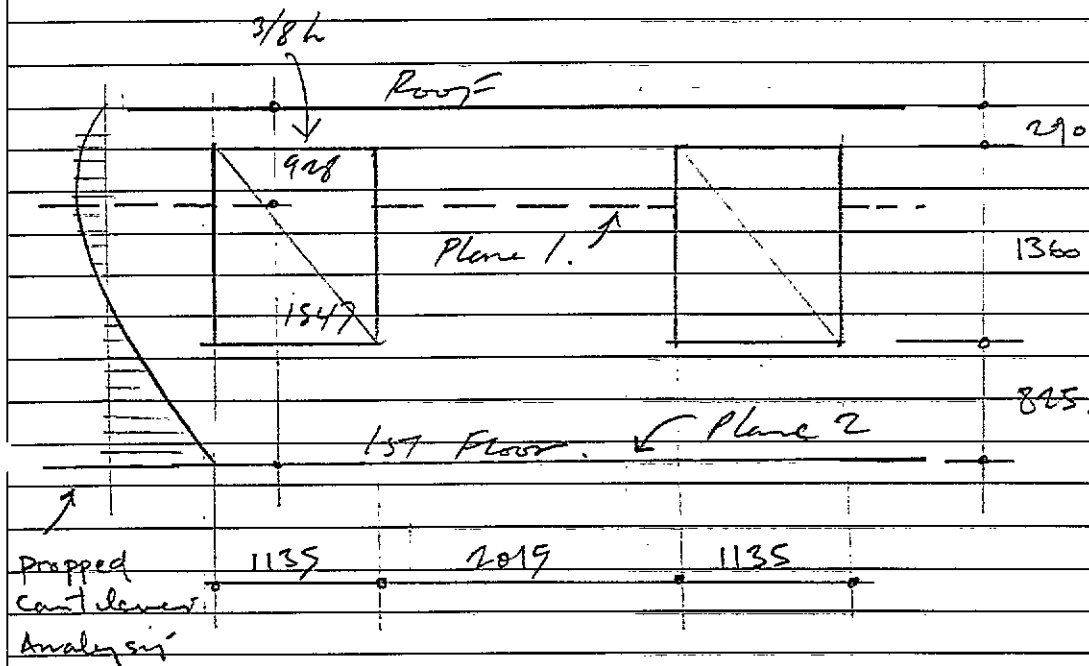 3/8 h
Roof
290
928
Plane 1.
1360
1547
825.
1st Floor.
Plane 2
1135
2019
1135
propped
cantilever.
Analysis